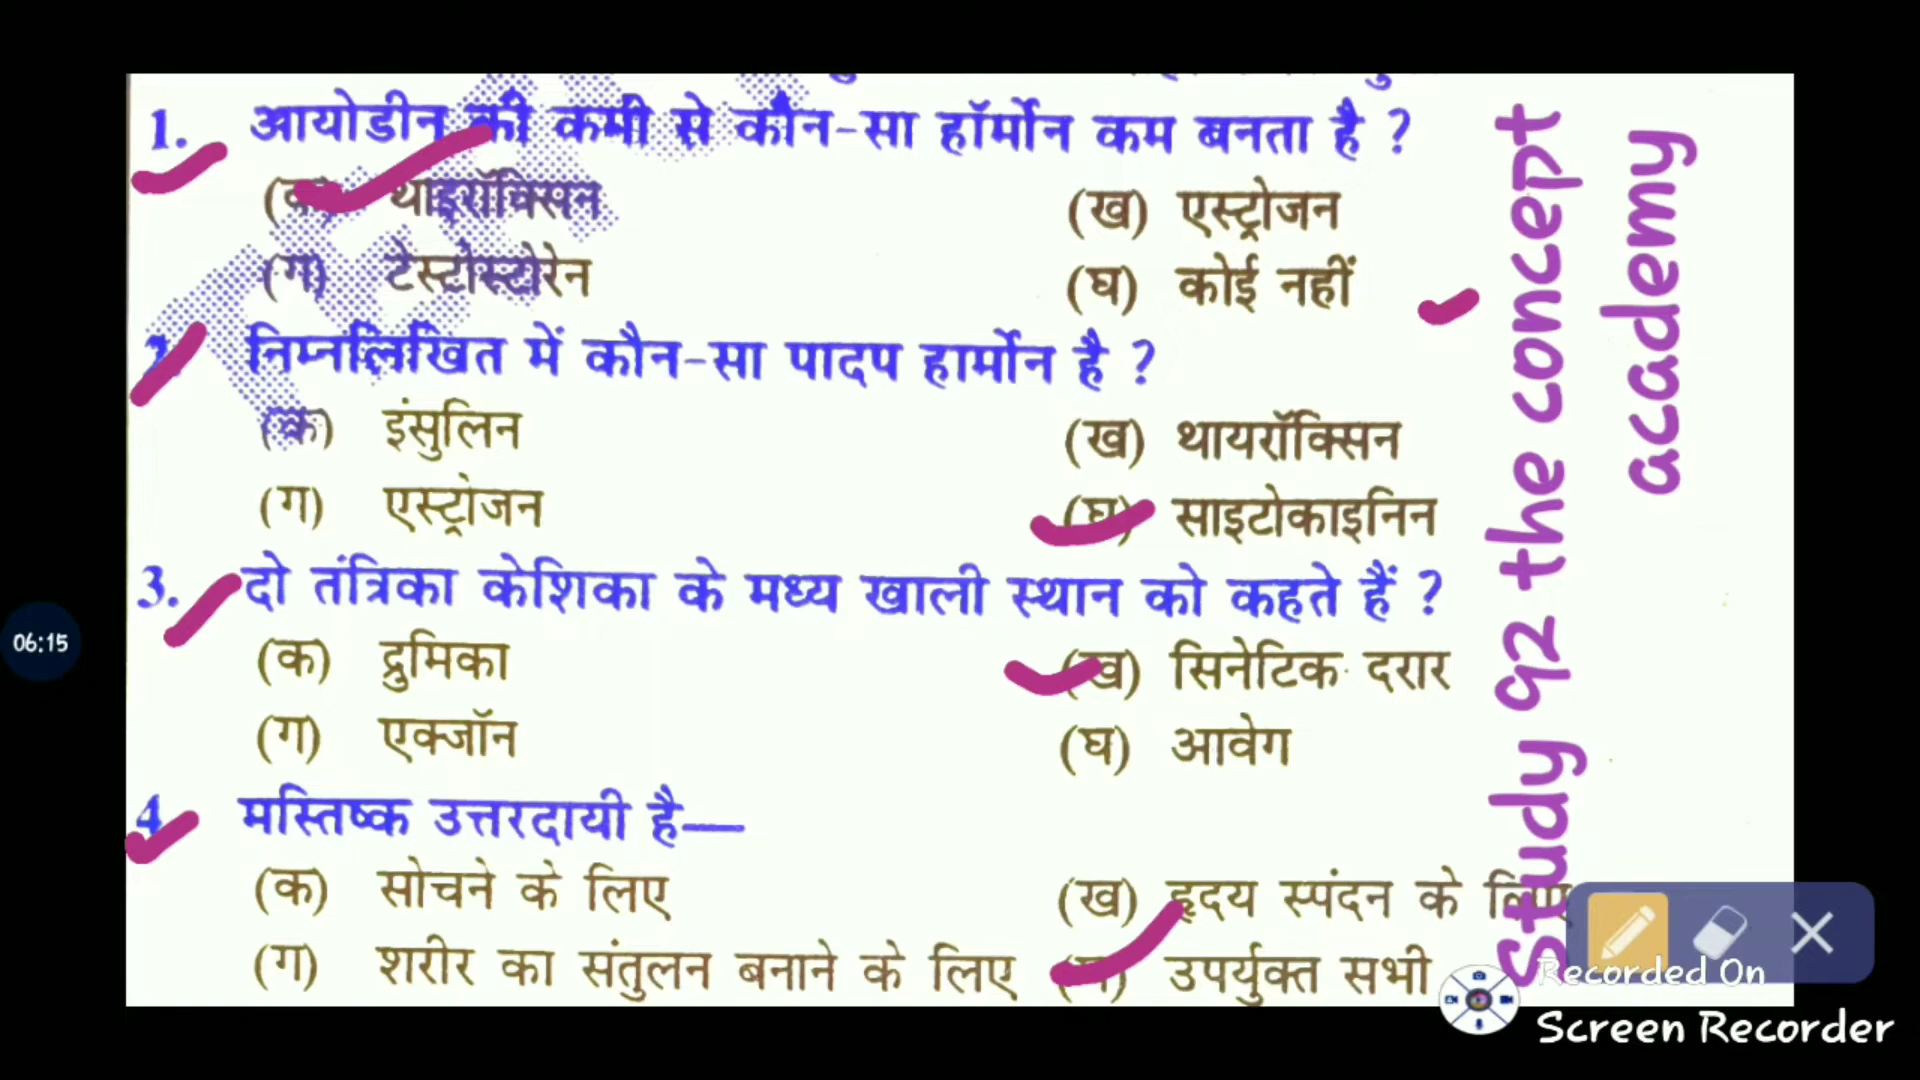 1. आयोडीन की कमी से कौन-सा हॉर्मोन कम बनता है ?
(क) थाइरॉक्सिन (ख) एस्ट्रोजन
(ग) टेस्टोस्टोरेन (घ) कोई नहीं
2. निम्नलिखित में कौन-सा पादप हार्मोन है ?
(क) इंसुलिन (ख) थायरॉक्सिन
(ग) एस्ट्रोजन (घ) साइटोकाइनिन
3. दो तंत्रिका केशिका के मध्य खाली स्थान को कहते हैं ?
(क) द्रुमिका (ख) सिनेटिक दरार
(ग) एक्जॉन (घ) आवेग
4. मस्तिष्क उत्तरदायी है—
(क) सोचने के लिए (ख) हृदय स्पंदन के लिए
(ग) शरीर का संतुलन बनाने के लिए (घ) उपर्युक्त सभी
Study 92 the concept
academy
06:15
Recorded On
Screen Recorder